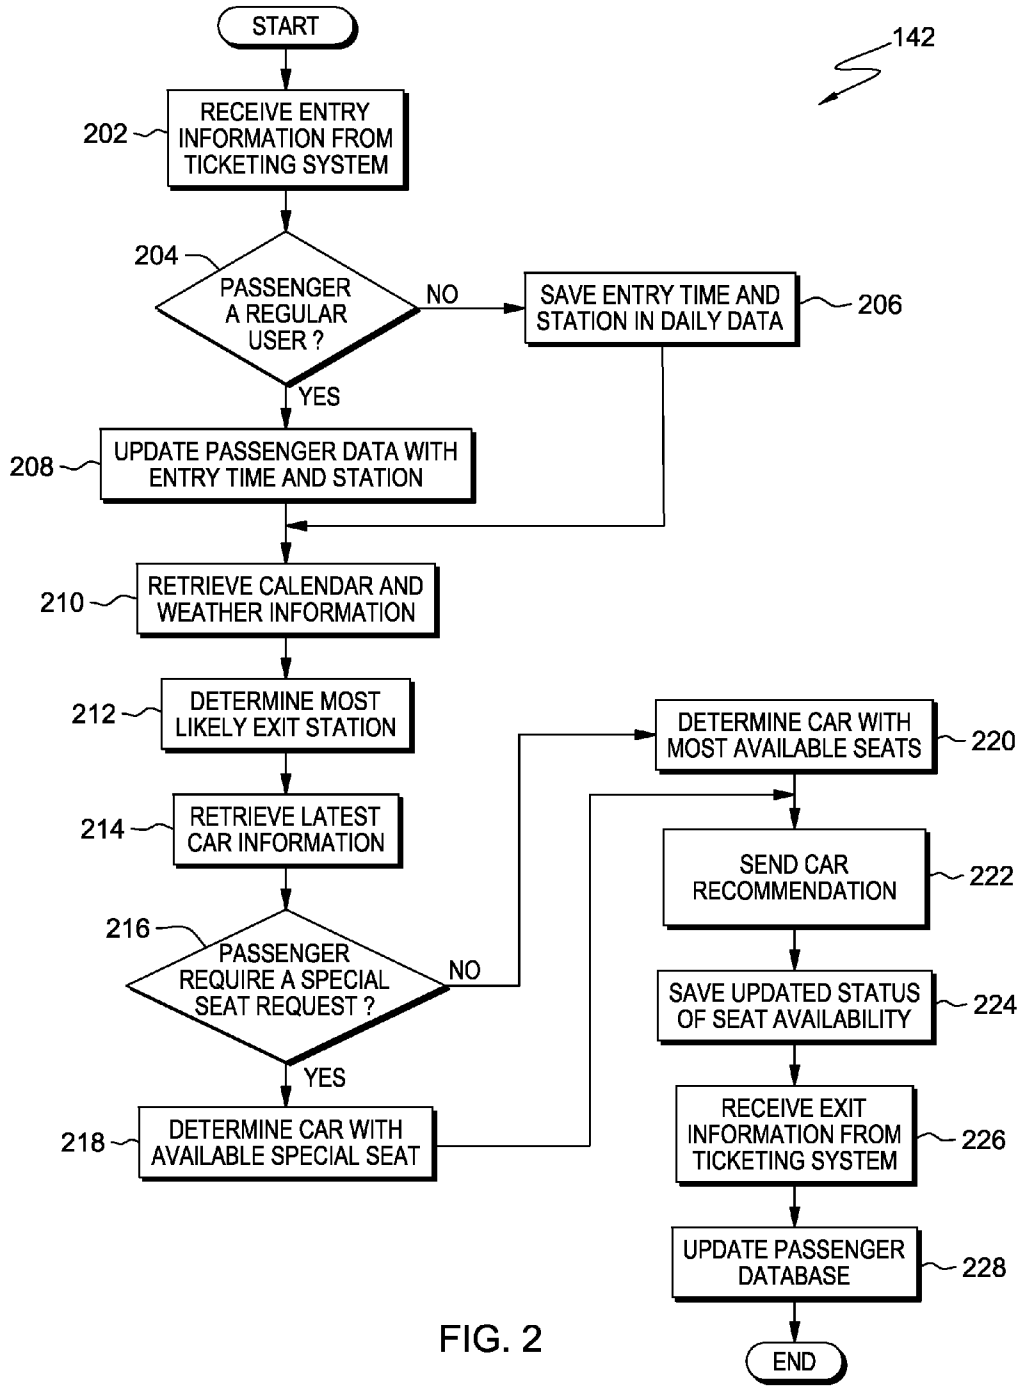 START
142
202
RECEIVE ENTRY
INFORMATION FROM
TICKETING SYSTEM
204
PASSENGER
A REGULAR
USER ?
NO
SAVE ENTRY TIME AND
STATION IN DAILY DATA
206
YES
208
UPDATE PASSENGER DATA WITH
ENTRY TIME AND STATION
210
RETRIEVE CALENDAR AND
WEATHER INFORMATION
212
DETERMINE MOST
LIKELY EXIT STATION
214
RETRIEVE LATEST
CAR INFORMATION
216
PASSENGER
REQUIRE A SPECIAL
SEAT REQUEST ?
NO
YES
218
DETERMINE CAR WITH
AVAILABLE SPECIAL SEAT
DETERMINE CAR WITH
MOST AVAILABLE SEATS
220
SEND CAR
RECOMMENDATION
222
SAVE UPDATED STATUS
OF SEAT AVAILABILITY
224
RECEIVE EXIT
INFORMATION FROM
TICKETING SYSTEM
226
UPDATE PASSENGER
DATABASE
228
END
FIG. 2